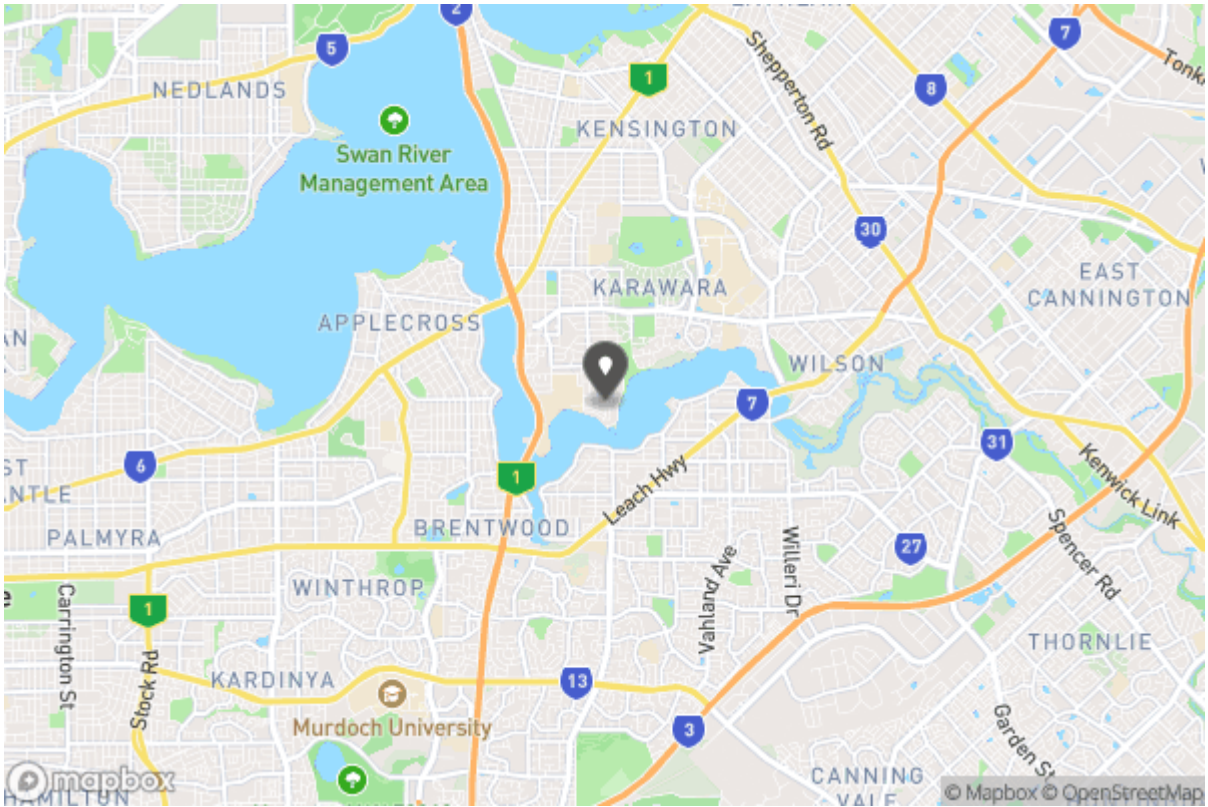 2
5
7
NEDLANDS
1
8
Shepperton Rd
KENSINGTON
Swan River
Management Area
30
KARAWARA
EAST
CANNINGTON
APPLECROSS
WILSON
7
6
31
Kenwick Link
Leach Hwy
1
BRENTWOOD
PALMYRA
Spencer Rd
27
Vahland Ave
Willeri Dr
WINTHROP
Carrington St
1
THORNLIE
Stock Rd
KARDINYA
13
Murdoch University
3
CANNING
VALE
mapbox
© Mapbox © OpenStreetMap
HAMILTON